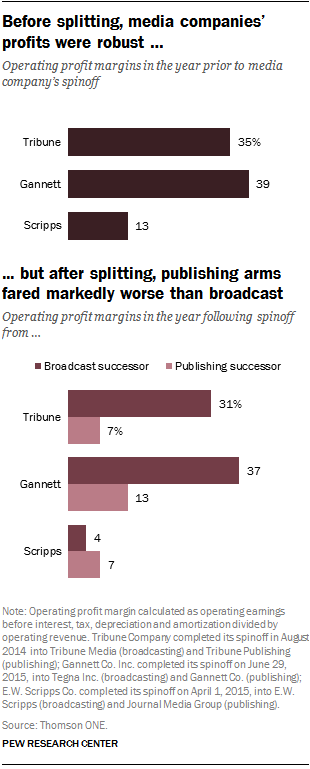 Before splitting, media companies'
profits were robust ...
Operating profit margins in the year prior to media
company's spinoff
Tribune 35%
Gannett 39
Scripps 13
... but after splitting, publishing arms
fared markedly worse than broadcast
Operating profit margins in the year following spinoff
from ...
Broadcast successor Publishing successor
Tribune 31%
7%
Gannett 37
13
Scripps 4
7
Note: Operating profit margin calculated as operating earnings
before interest, tax, depreciation and amortization divided by
operating revenue. Tribune Company completed its spinoff in August
2014 into Tribune Media (broadcasting) and Tribune Publishing
(publishing); Gannett Co. Inc. completed its spinoff on June 29,
2015, into Tegna Inc. (broadcasting) and Gannett Co. (publishing);
E.W. Scripps Co. completed its spinoff on April 1, 2015, into E.W.
Scripps (broadcasting) and Journal Media Group (publishing).
Source: Thomson ONE.
PEW RESEARCH CENTER